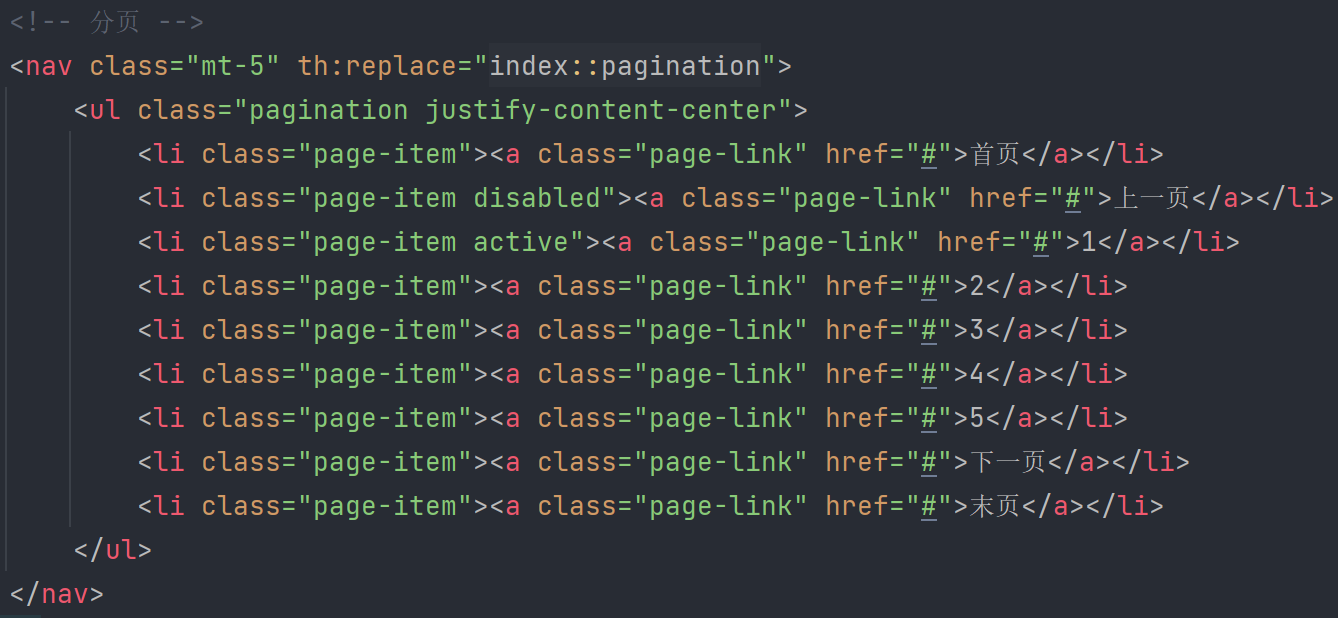 <!-- 分页 -->
<nav class="mt-5" th:replace="index::pagination">
    <ul class="pagination justify-content-center">
        <li class="page-item"><a class="page-link" href="#">首页</a></li>
        <li class="page-item disabled"><a class="page-link" href="#">上一页</a></li>
        <li class="page-item active"><a class="page-link" href="#">1</a></li>
        <li class="page-item"><a class="page-link" href="#">2</a></li>
        <li class="page-item"><a class="page-link" href="#">3</a></li>
        <li class="page-item"><a class="page-link" href="#">4</a></li>
        <li class="page-item"><a class="page-link" href="#">5</a></li>
        <li class="page-item"><a class="page-link" href="#">下一页</a></li>
        <li class="page-item"><a class="page-link" href="#">末页</a></li>
    </ul>
</nav>